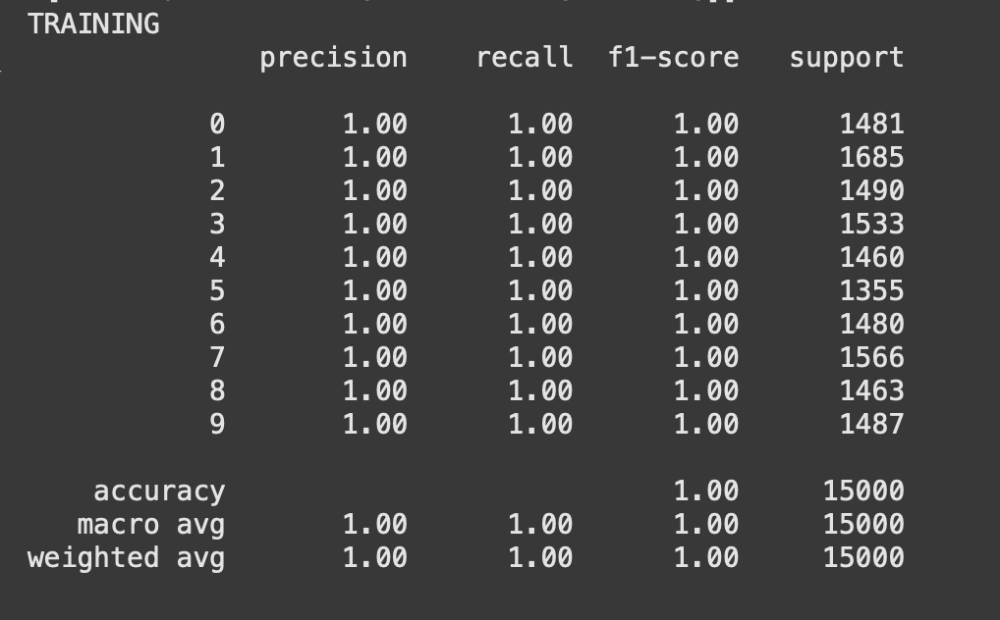 TRAINING
precision recall f1-score support
0 1.00 1.00 1.00 1481
1 1.00 1.00 1.00 1685
2 1.00 1.00 1.00 1490
3 1.00 1.00 1.00 1533
4 1.00 1.00 1.00 1460
5 1.00 1.00 1.00 1355
6 1.00 1.00 1.00 1480
7 1.00 1.00 1.00 1566
8 1.00 1.00 1.00 1463
9 1.00 1.00 1.00 1487
accuracy 1.00 15000
macro avg 1.00 1.00 1.00 15000
weighted avg 1.00 1.00 1.00 15000